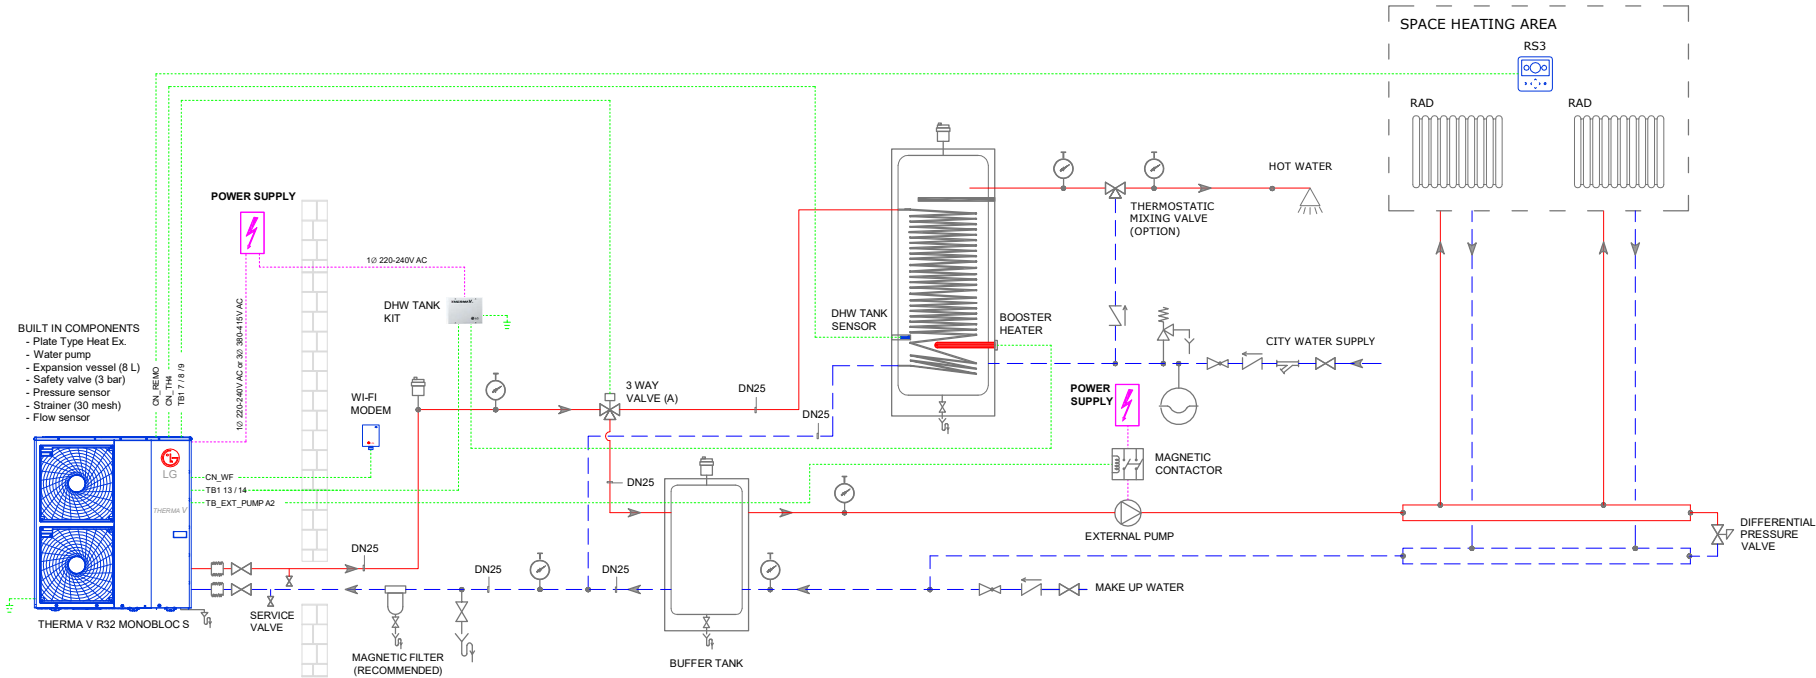 SPACE HEATING AREA
RS3
RAD
RAD
HOT WATER
THERMOSTATIC
MIXING VALVE
(OPTION)
POWER SUPPLY
1Ø 220-240V AC
1Ø 220-240V AC or 3Ø 380-415V AC
DHW TANK
KIT
DHW TANK
SENSOR
BOOSTER
HEATER
CITY WATER SUPPLY
BUILT IN COMPONENTS
- Plate Type Heat Ex.
- Water pump
- Expansion vessel (8 L)
- Safety valve (3 bar)
- Pressure sensor
- Strainer (30 mesh)
- Flow sensor
CN_REMO
CN_TH4
TB1 7 / 8 / 9
WI-FI
MODEM
3 WAY
VALVE (A)
DN25
DN25
POWER
SUPPLY
MAGNETIC
CONTACTOR
LG
THERMA V
CN_WF
TB1 13 / 14
TB_EXT_PUMP A2
DN25
EXTERNAL PUMP
DIFFERENTIAL
PRESSURE
VALVE
DN25
DN25
DN25
MAKE UP WATER
SERVICE
VALVE
THERMA V R32 MONOBLOC S
MAGNETIC FILTER
(RECOMMENDED)
BUFFER TANK